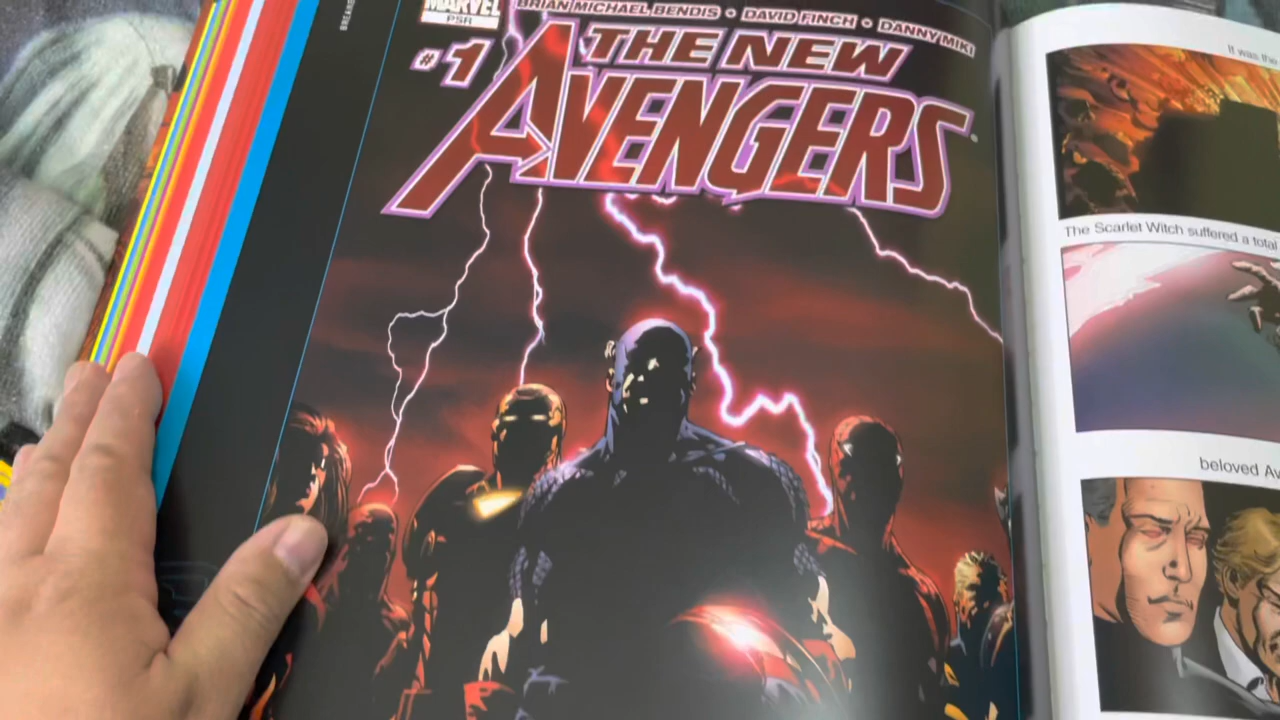 MARVEL
PSR
BRIAN MICHAEL BENDIS • DAVID FINCH • DANNY MIKI
#1
THE NEW
AVENGERS
It was the
The Scarlet Witch suffered a total
beloved Av